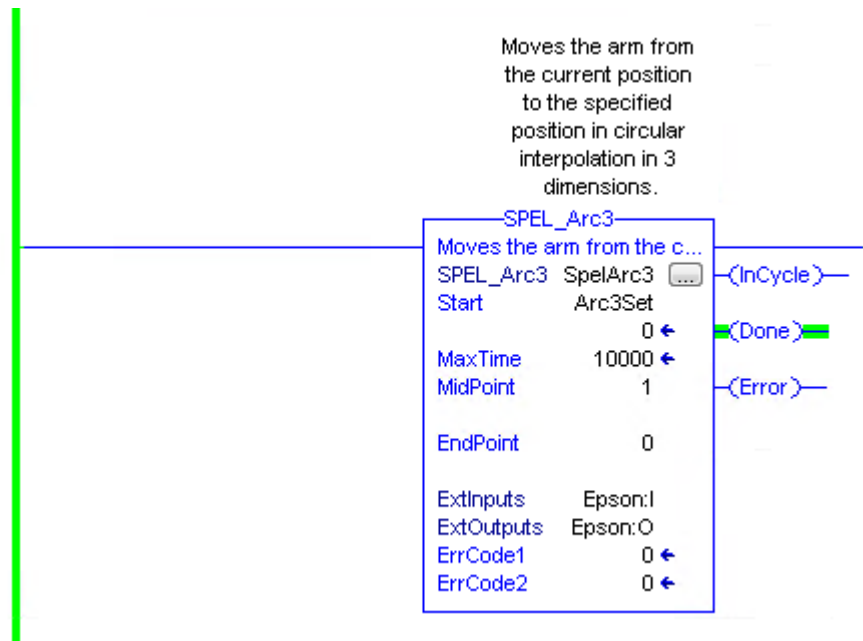 Moves the arm from
the current position
to the specified
position in circular
interpolation in 3
dimensions.
SPEL_Arc3
Moves the arm from the c...
SPEL_Arc3 SpelArc3 ... (InCycle)
Start Arc3Set
0 (Done)
MaxTime 10000
MidPoint 1 (Error)
EndPoint 0
ExtInputs Epson:I
ExtOutputs Epson:O
ErrCode1 0
ErrCode2 0